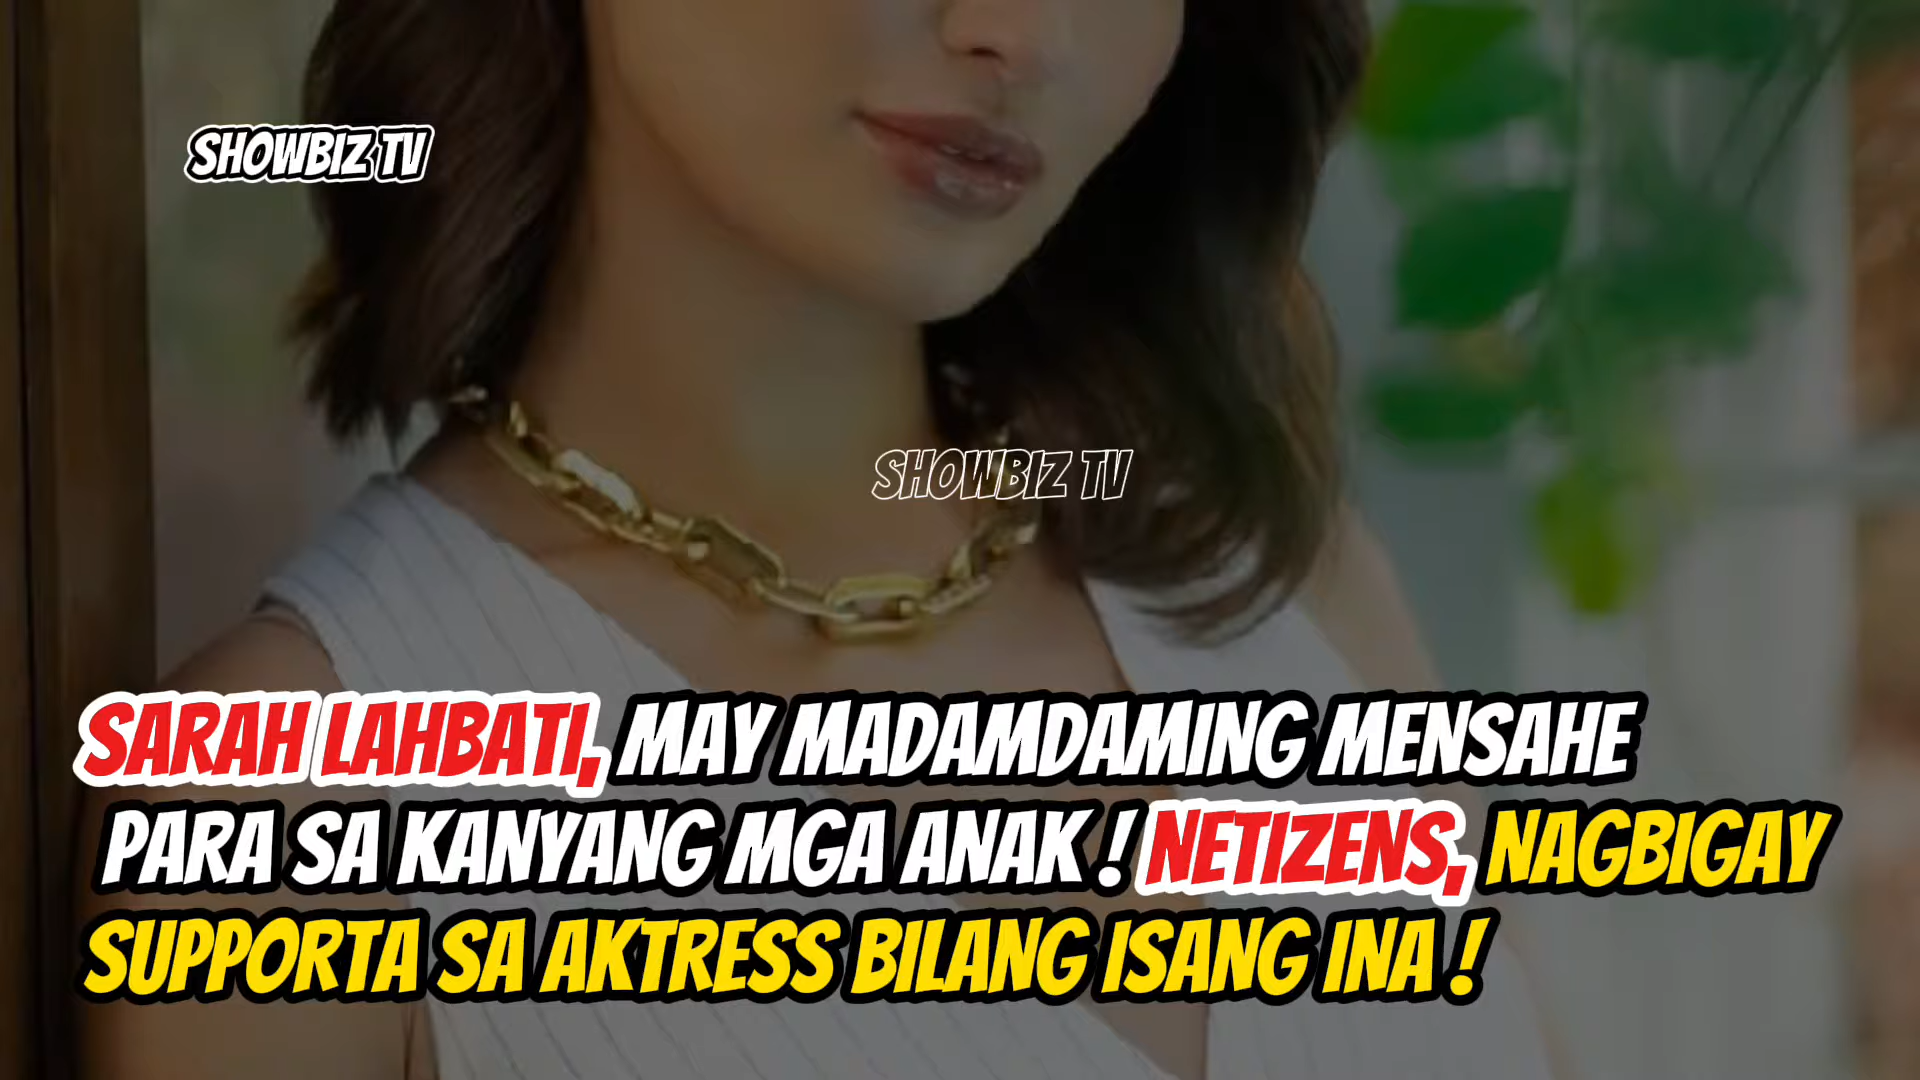 SHOWBIZ TV
SHOWBIZ TV
SARAH LAHBATI, MAY MADAMDAMING MENSAHE
PARA SA KANYANG MGA ANAK ! NETIZENS, NAGBIGAY
SUPPORTA SA AKTRESS BILANG ISANG INA !